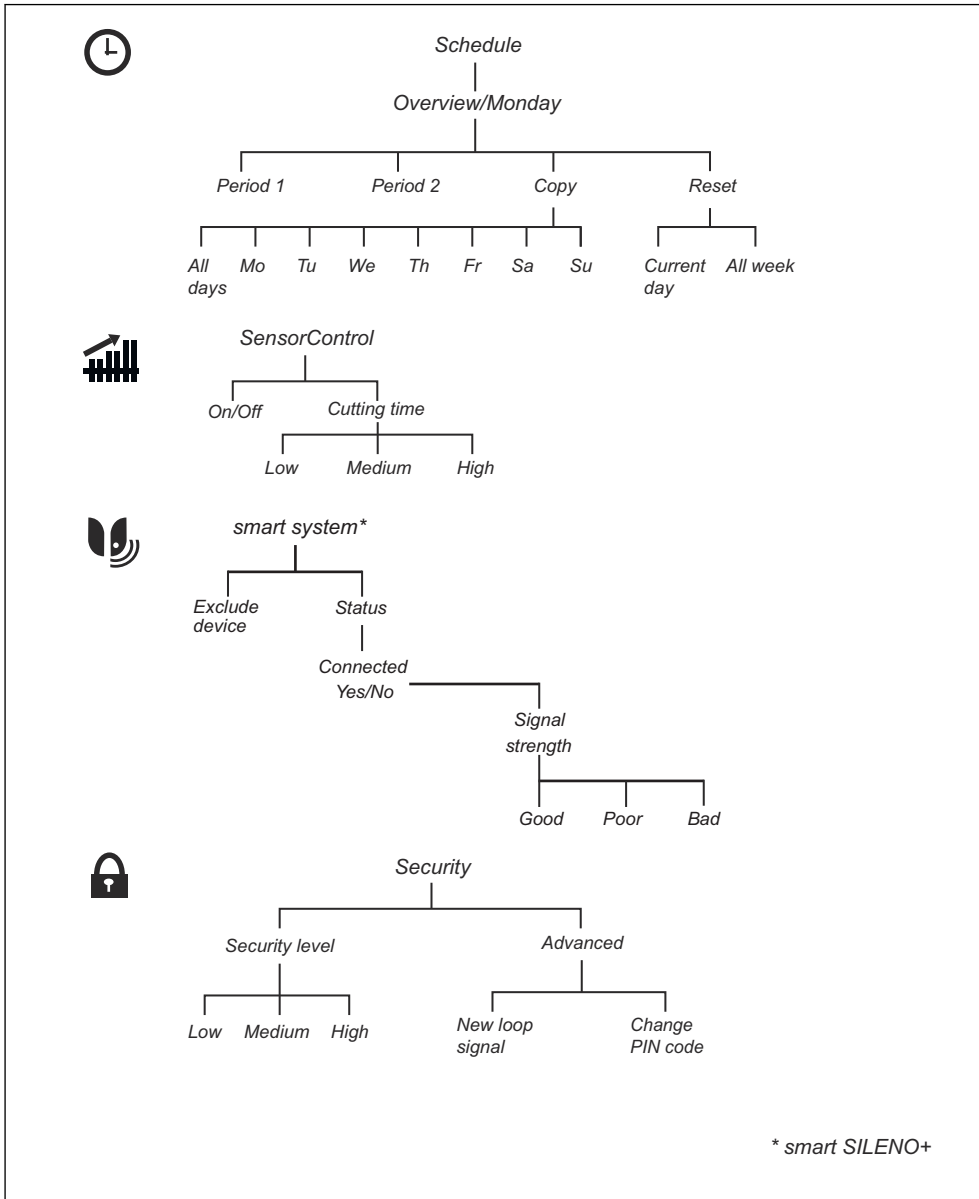 Schedule
Overview/Monday
Period 1 Period 2 Copy Reset
All days Mo Tu We Th Fr Sa Su Current day All week
SensorControl
On/Off Cutting time
Low Medium High
smart system*
Exclude device Status
Connected
Yes/No
Signal
strength
Good Poor Bad
Security
Security level Advanced
Low Medium High New loop signal Change PIN code
* smart SILENO+